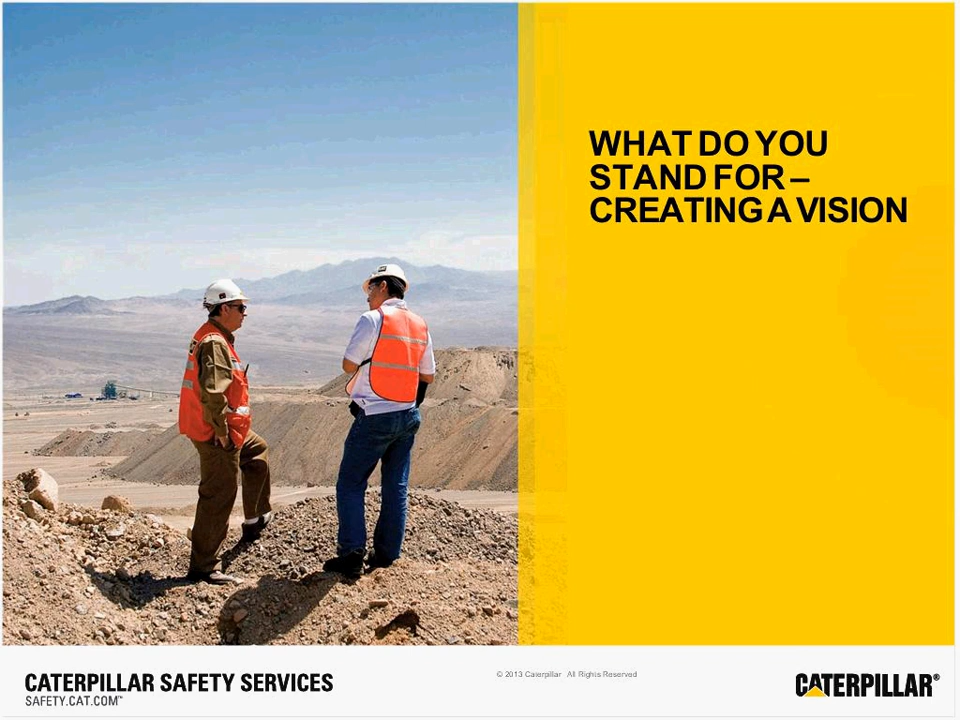 WHAT DO YOU
STAND FOR –
CREATING A VISION
CATERPILLAR SAFETY SERVICES
SAFETY.CAT.COM™
© 2013 Caterpillar All Rights Reserved
CATERPILLAR®